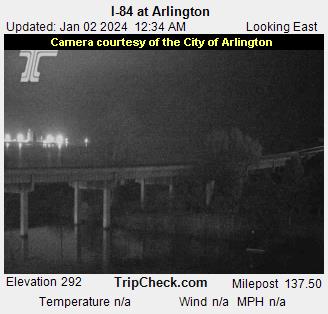 I-84 at Arlington
Updated: Jan 02 2024 12:34 AM Looking East
Camera courtesy of the City of Arlington
Elevation 292 TripCheck.com Milepost 137.50
Temperature n/a Wind n/a MPH n/a